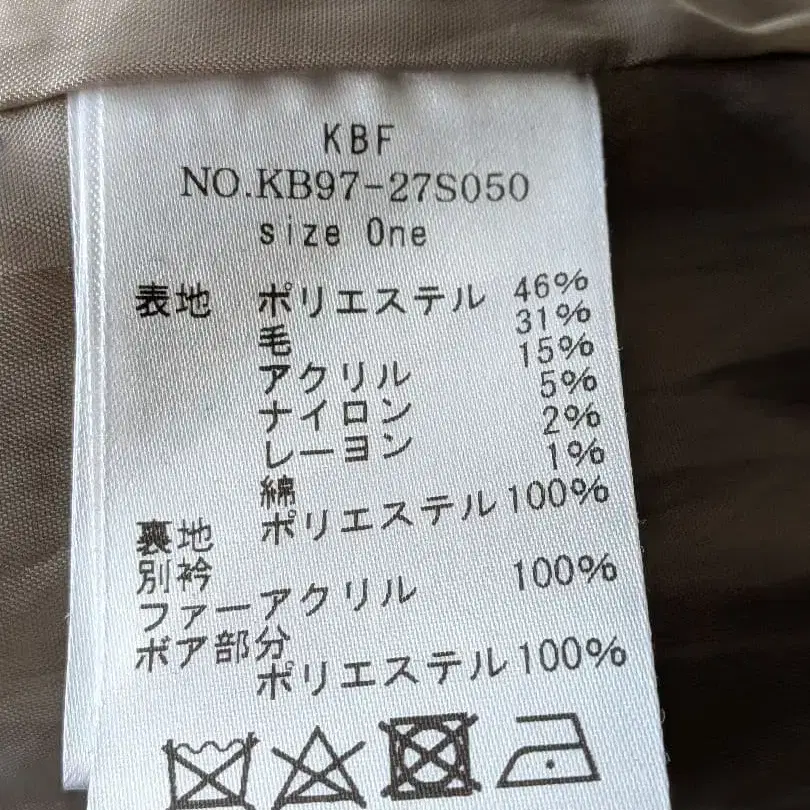 KBF
NO.KB97-27S050
size One
表地 ポリエステル 46%
毛 31%
アクリル 15%
ナイロン 5%
レーヨン 2%
綿 1%
裏地 ポリエステル 100%
別衿
ファーアクリル 100%
ボア部分
ポリエステル 100%